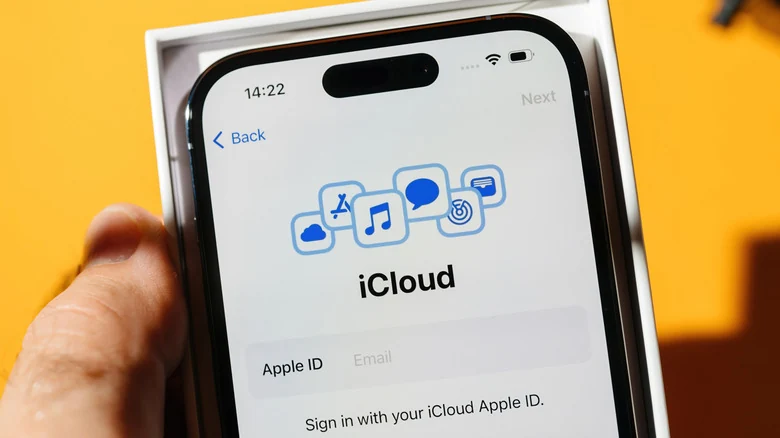 14:22
Back
Next
iCloud
Apple ID Email
Sign in with your iCloud Apple ID.